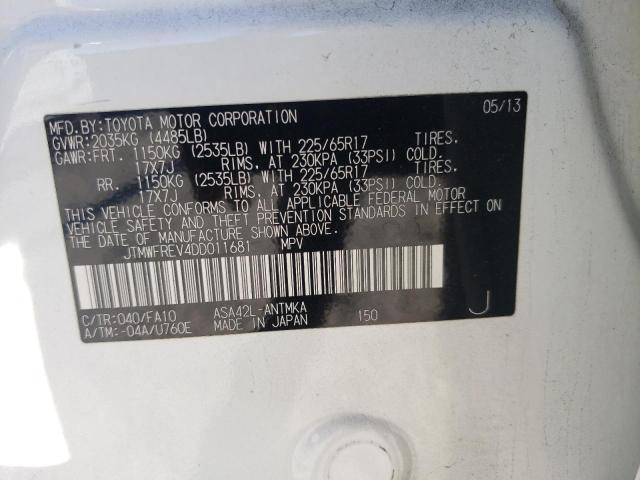 MFD.BY:TOYOTA MOTOR CORPORATION 05/13
GVWR:2035KG (4485LB)
GAWR:FRT. 1150KG (2535LB) WITH 225/65R17 TIRES.
17X7J RIMS. AT 230KPA (33PSI) COLD.
RR. 1150KG (2535LB) WITH 225/65R17 TIRES.
17X7J RIMS. AT 230KPA (33PSI) COLD.
THIS VEHICLE CONFORMS TO ALL APPLICABLE FEDERAL MOTOR
VEHICLE SAFETY AND THEFT PREVENTION STANDARDS IN EFFECT ON
THE DATE OF MANUFACTURE SHOWN ABOVE.
JTMWFREV4DD011681 MPV
C/TR:040/FA10 ASA42L-ANTMKA 150
A/TM:-04A/U760E MADE IN JAPAN
J